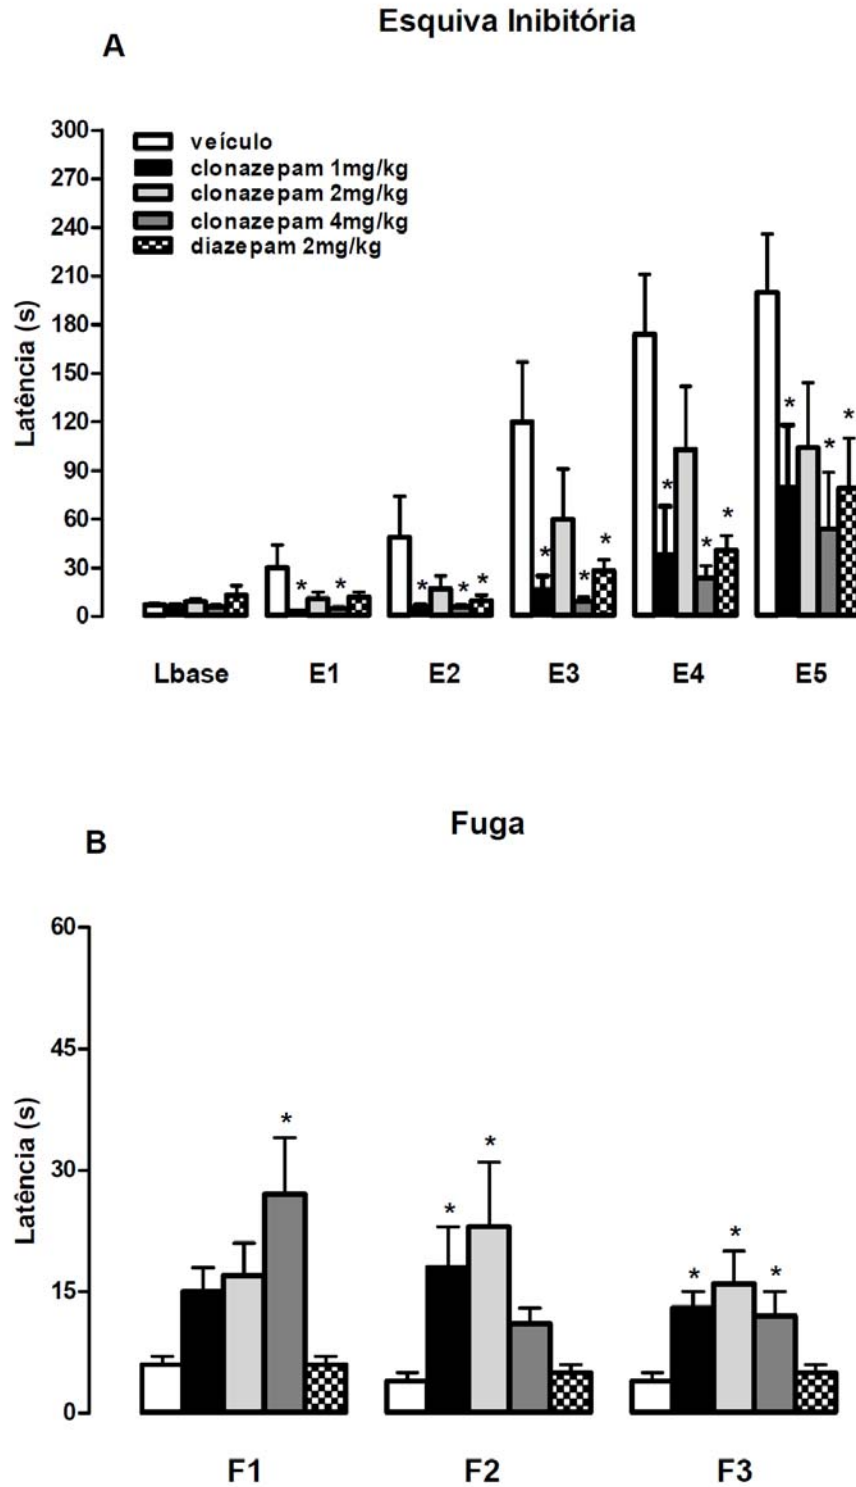 Esquiva Inibitória
A
300
270
240
210
180
150
120
90
60
30
0
Latência (s)
veículo
clonazepam 1mg/kg
clonazepam 2mg/kg
clonazepam 4mg/kg
diazepam 2mg/kg
* *
* * *
* * *
* * *
* * *
Lbase E1 E2 E3 E4 E5
Fuga
B
60
45
30
15
0
Latência (s)
*
* *
* * *
F1 F2 F3